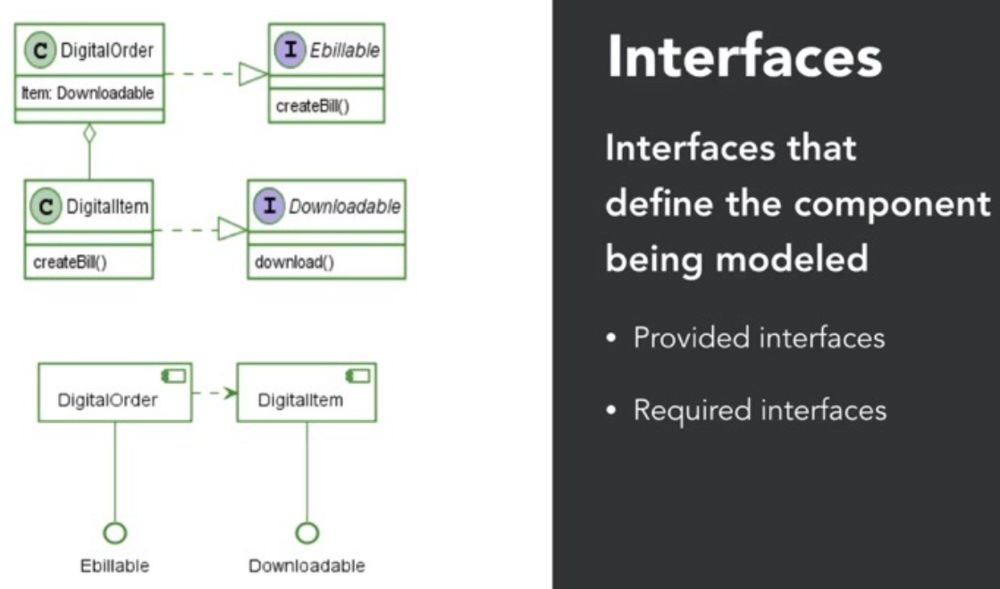 C DigitalOrder
Item: Downloadable
I Ebillable
createBill()
C DigitalItem
createBill()
I Downloadable
download()
DigitalOrder
DigitalItem
Ebillable
Downloadable
Interfaces
Interfaces that
define the component
being modeled
• Provided interfaces
• Required interfaces